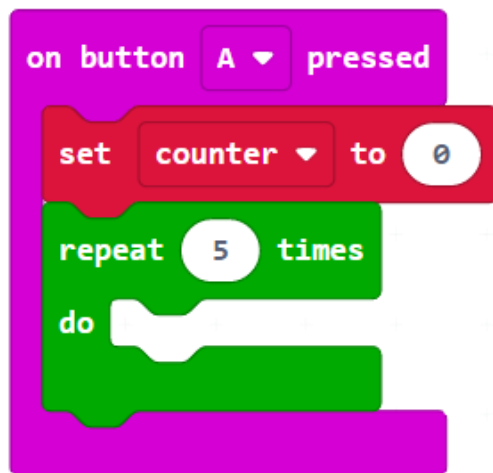 on button A pressed
set counter to 0
repeat 5 times
do